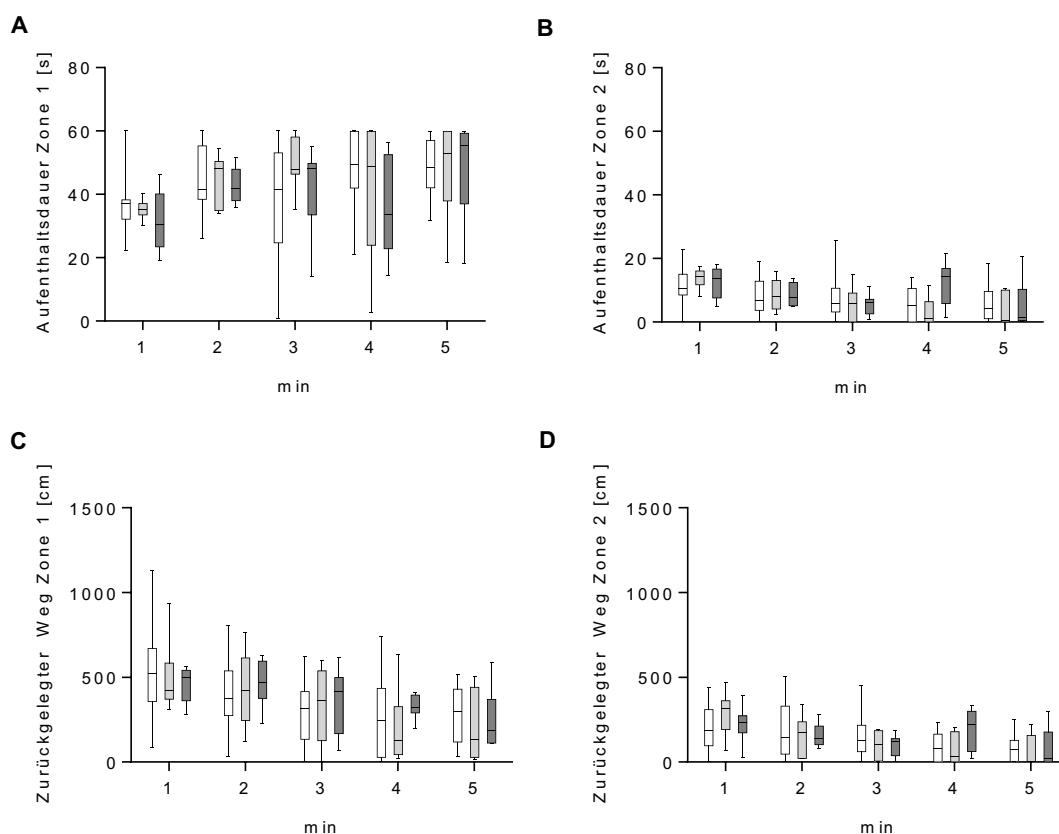 A
Aufenthaltsdauer Zone 1 [s]
80
60
40
20
0
1 2 3 4 5
min
B
Aufenthaltsdauer Zone 2 [s]
80
60
40
20
0
1 2 3 4 5
min
C
Zurückgelegter Weg Zone 1 [cm]
1500
1000
500
0
1 2 3 4 5
min
D
Zurückgelegter Weg Zone 2 [cm]
1500
1000
500
0
1 2 3 4 5
min